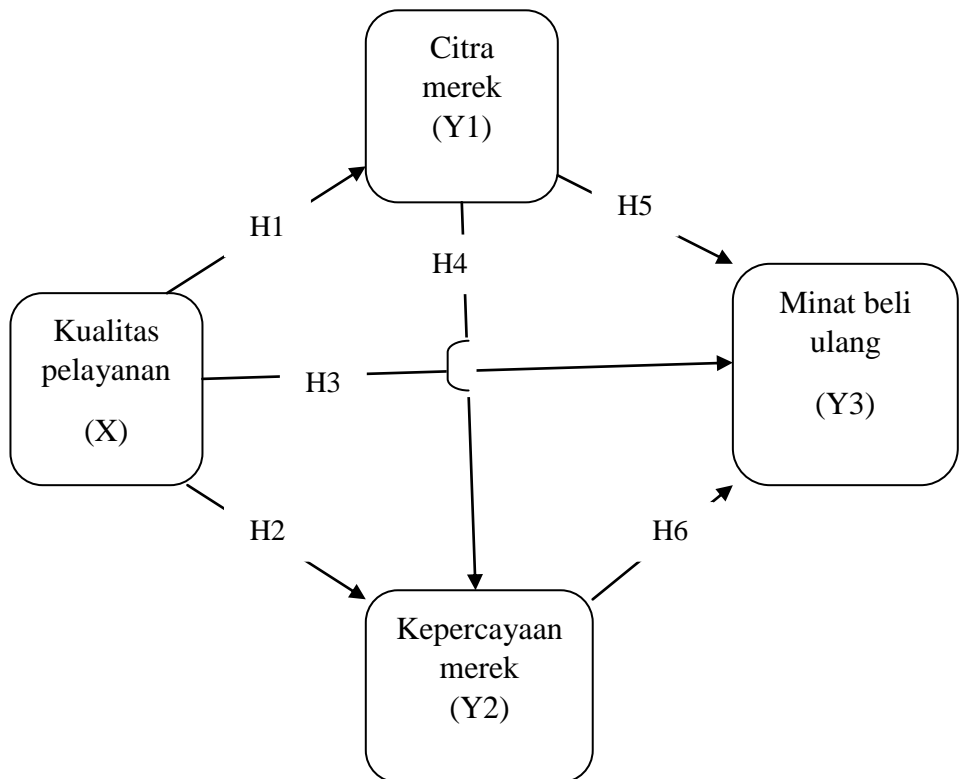 Citra
merek
(Y1)
H1
H5
H4
Kualitas
pelayanan
(X)
H3
Minat beli
ulang
(Y3)
H2
H6
Kepercayaan
merek
(Y2)